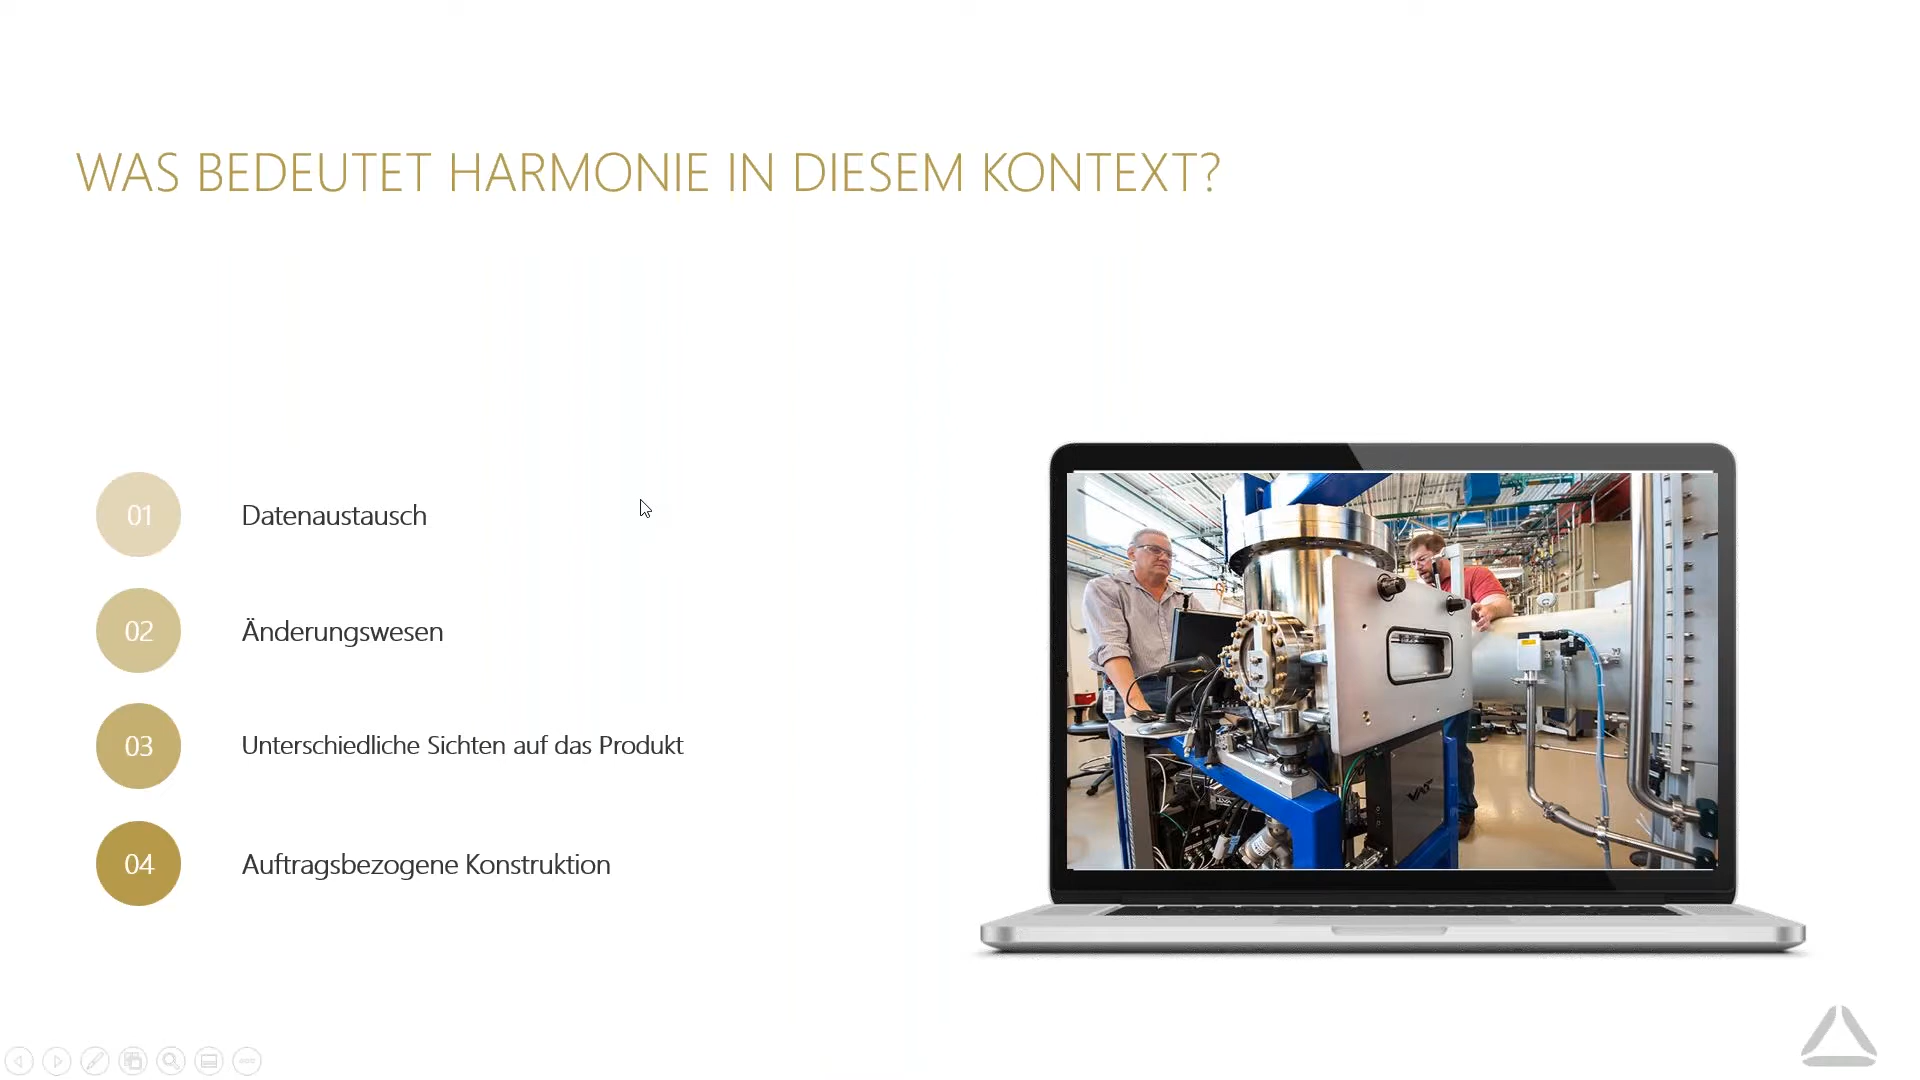 WAS BEDEUTET HARMONIE IN DIESEM KONTEXT?
01 Datenaustausch
02 Änderungswesen
03 Unterschiedliche Sichten auf das Produkt
04 Auftragsbezogene Konstruktion
VAT